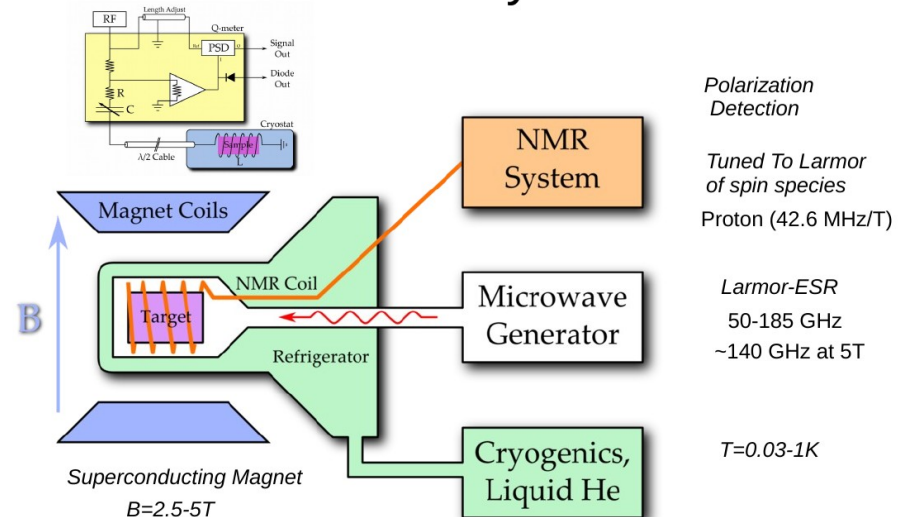 RF
Length Adjust
Q-meter
Ref
PSD
Signal
Out
Diode
Out
R
C
Cryostat
Sample
L
λ/2 Cable
Polarization
Detection
NMR
System
Tuned To Larmor
of spin species
Proton (42.6 MHz/T)
Magnet Coils
NMR Coil
Target
B
Refrigerator
Microwave
Generator
Larmor-ESR
50-185 GHz
~140 GHz at 5T
Cryogenics,
Liquid He
T=0.03-1K
Superconducting Magnet
B=2.5-5T